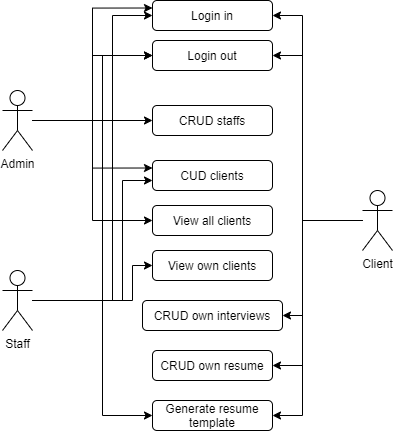 Login in
Login out
CRUD staffs
Admin
CUD clients
View all clients
Client
View own clients
CRUD own interviews
Staff
CRUD own resume
Generate resume
template